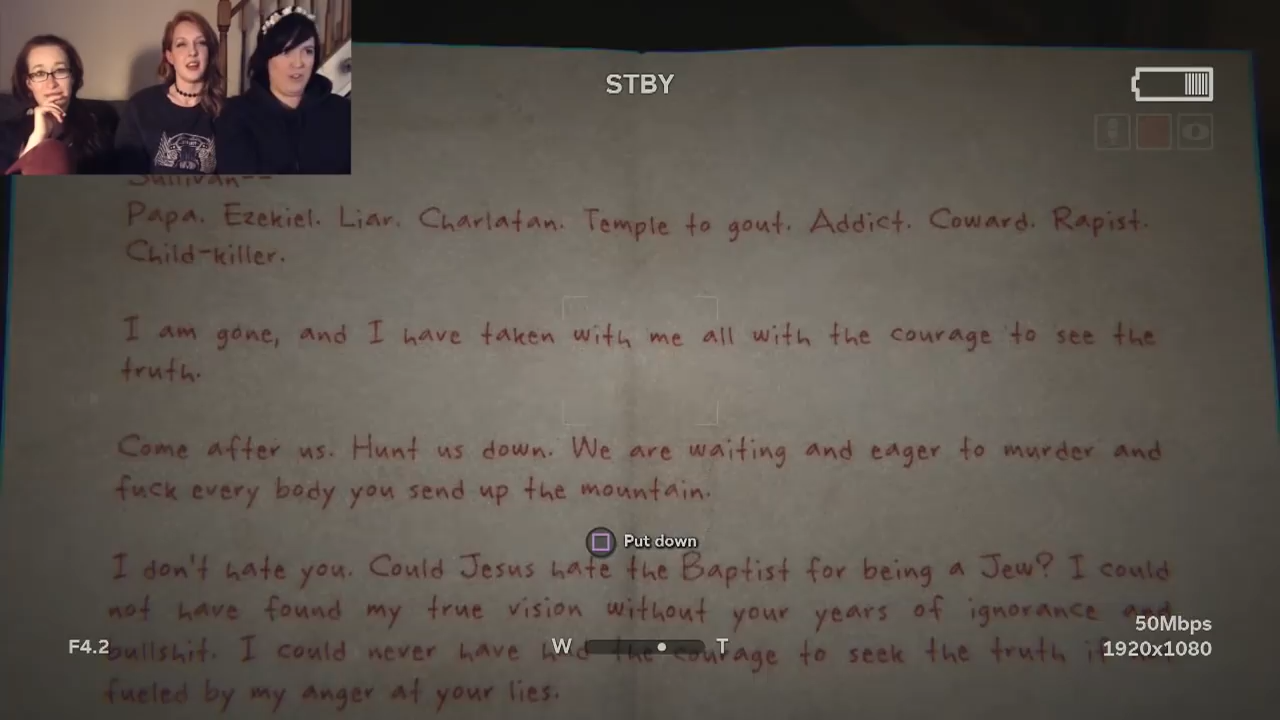 STBY
Sullivan--
Papa. Ezekiel. Liar. Charlatan. Temple to gout. Addict. Coward. Rapist.
Child-killer.
I am gone, and I have taken with me all with the courage to see the
truth.
Come after us. Hunt us down. We are waiting and eager to murder and
fuck every body you send up the mountain.
Put down
I don't hate you. Could Jesus hate the Baptist for being a Jew? I could
not have found my true vision without your years of ignorance and
50Mbps
F4.2
W
T
bullshit. I could never have had the courage to seek the truth if
1920x1080
fueled by my anger at your lies.